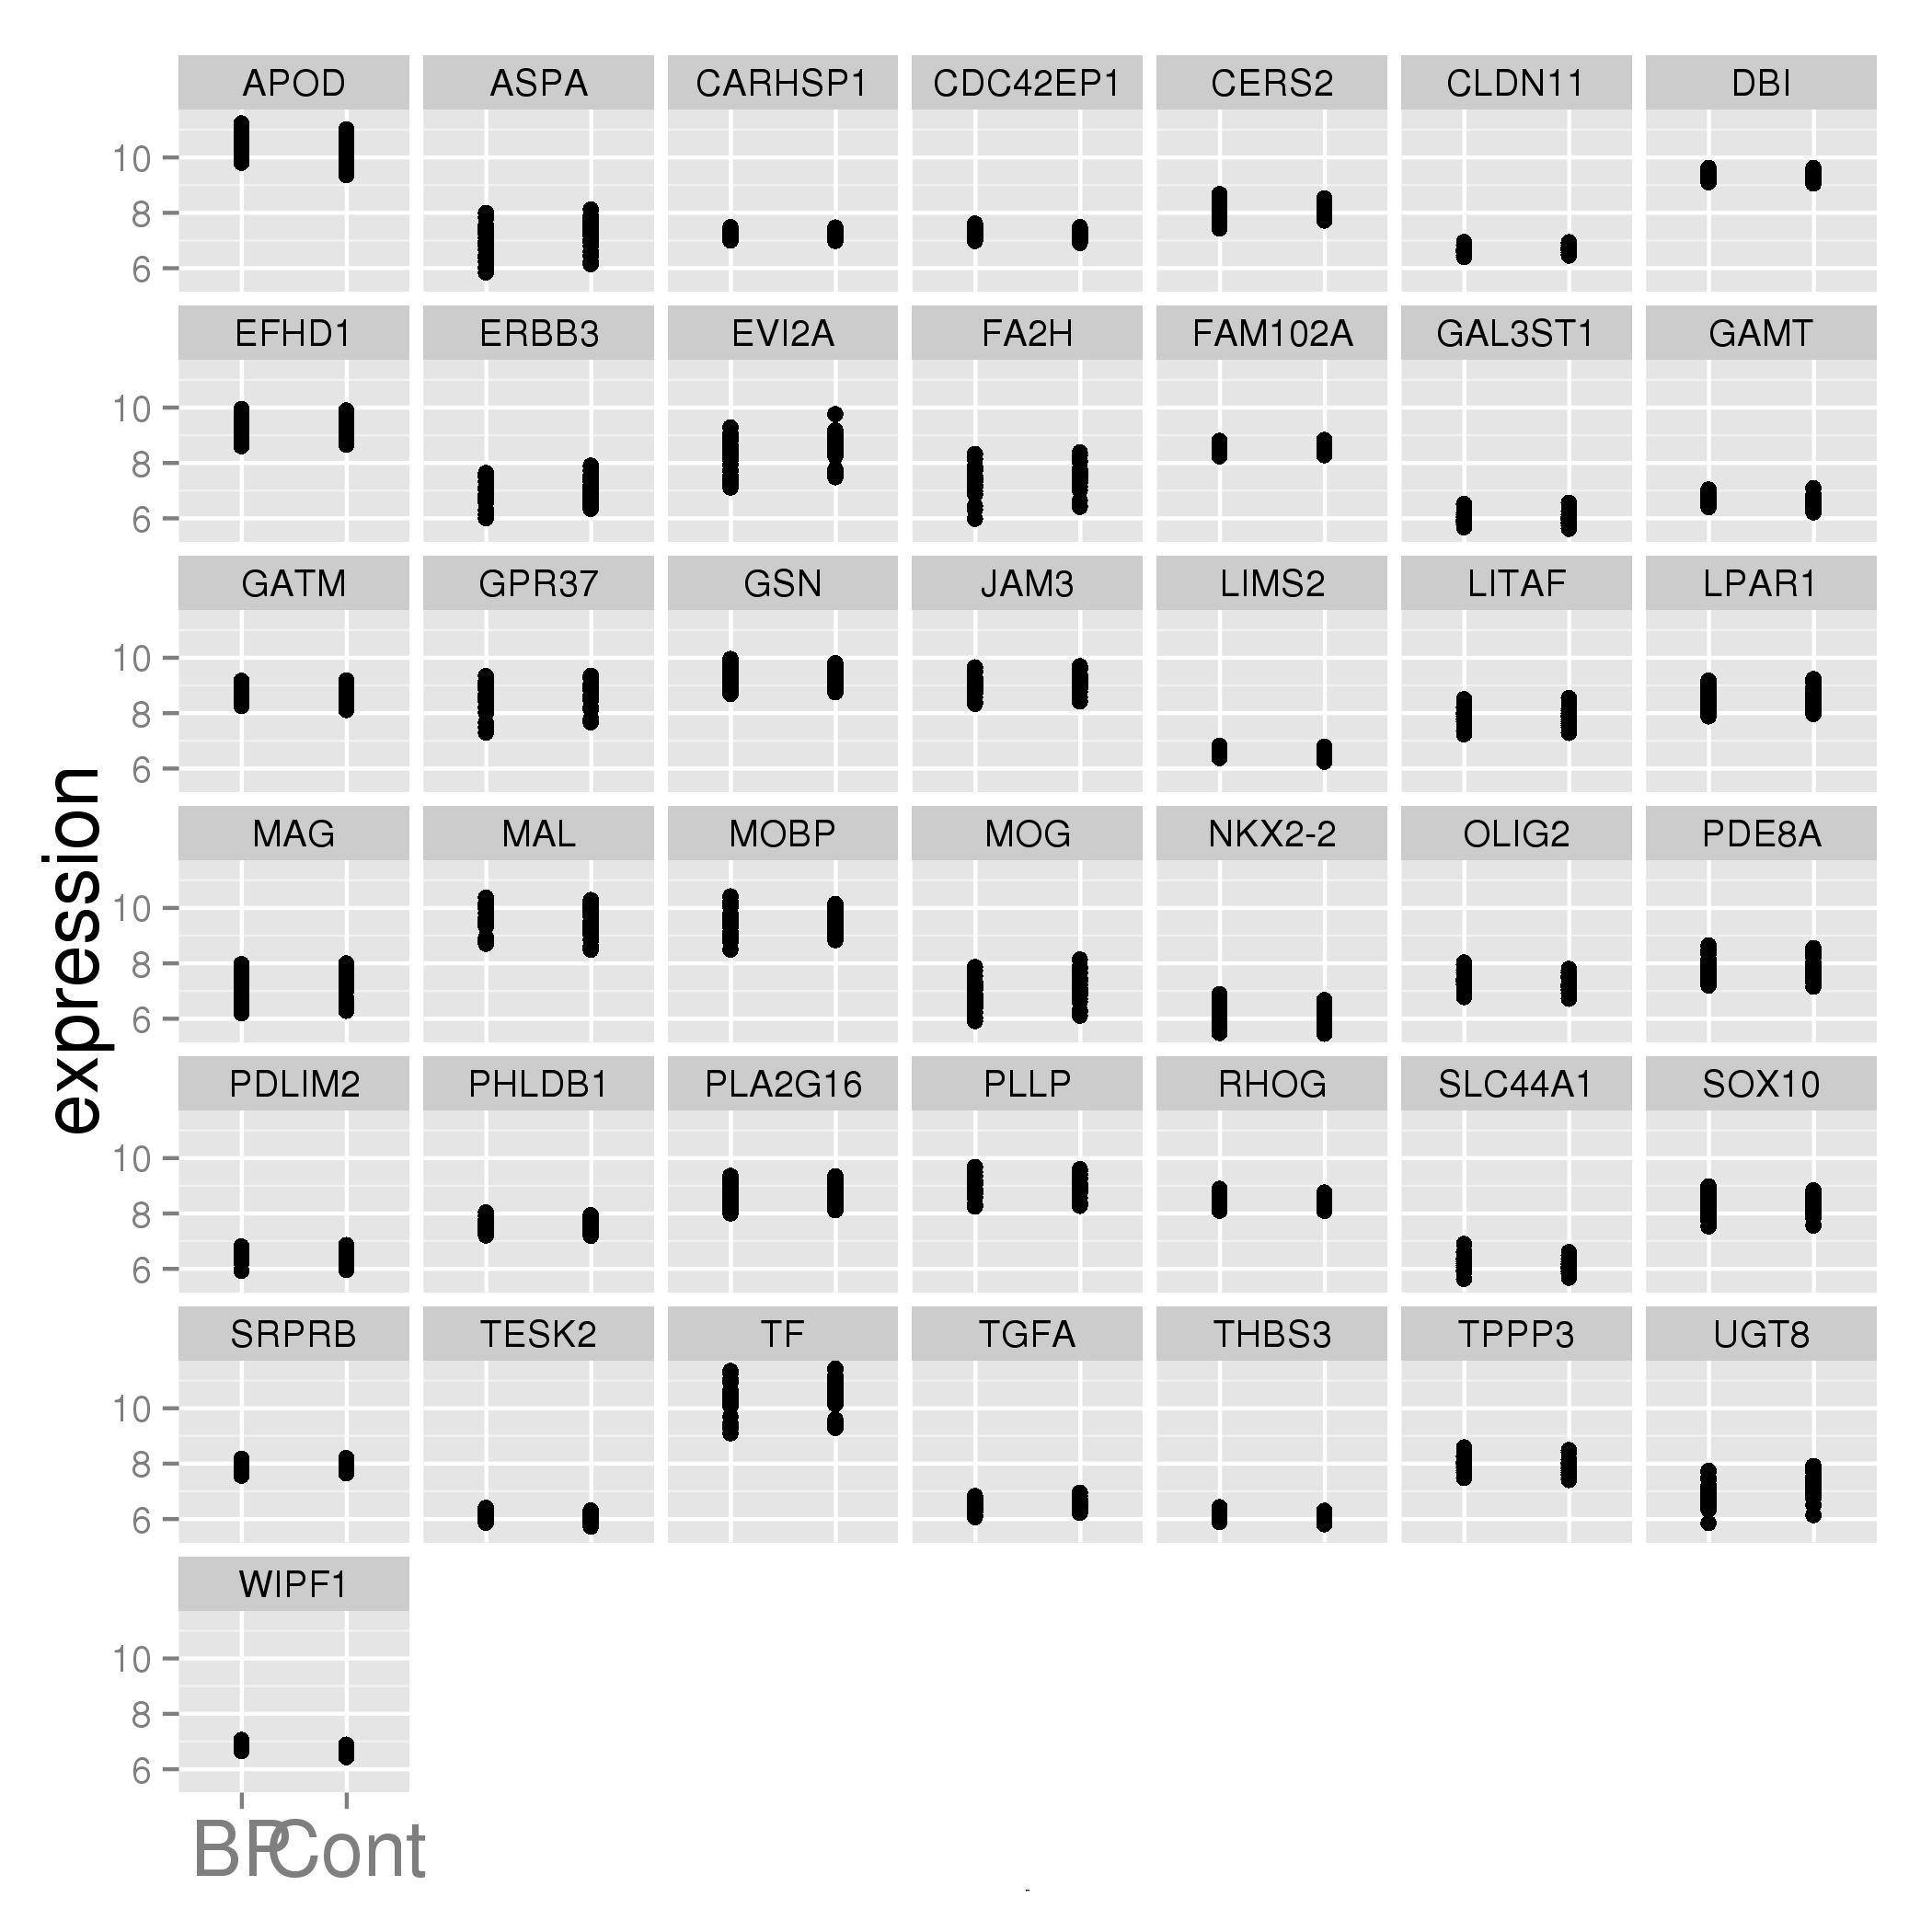 APOD ASPA CARHSP1 CDC42EP1 CERS2 CLDN11 DBI
10
8
6
EFHD1 ERBB3 EVI2A FA2H FAM102A GAL3ST1 GAMT
10
8
6
GATM GPR37 GSN JAM3 LIMS2 LITAF LPAR1
10
8
6
expression
MAG MAL MOBP MOG NKX2-2 OLIG2 PDE8A
10
8
6
PDLIM2 PHLDB1 PLA2G16 PLLP RHOG SLC44A1 SOX10
10
8
6
SRPRB TESK2 TF TGFA THBS3 TPPP3 UGT8
10
8
6
WIPF1
10
8
6
BP Cont